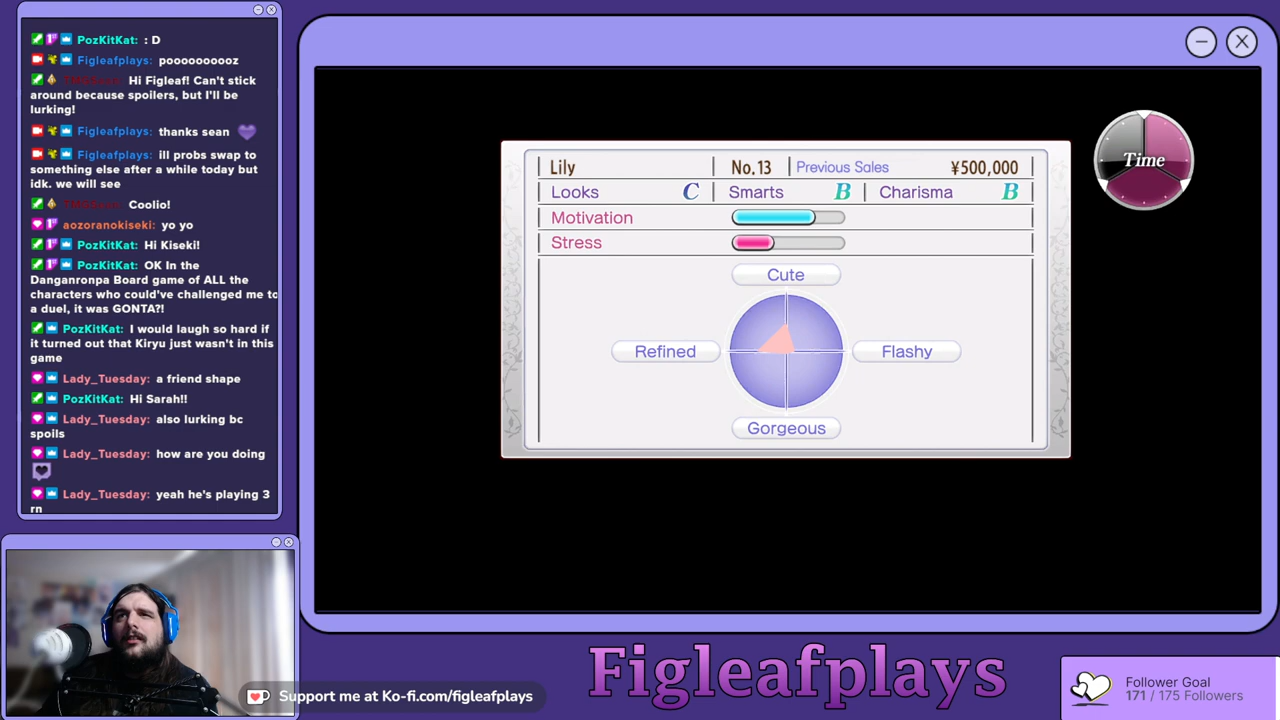 PozKitKat: : D
Figleafplays: poooooooooz
Hi Figleaf! Can't stick
around because spoilers, but I'll be
lurking!
Figleafplays: thanks sean
Figleafplays: ill probs swap to
something else after a while today but
idk. we will see
Coolio!
aozoranokiseki: yo yo
PozKitKat: Hi Kiseki!
PozKitKat: OK In the
Danganronpa Board game of ALL the
characters who could've challenged me to
a duel, it was GONTA?!
PozKitKat: I would laugh so hard if
it turned out that Kiryu just wasn't in this
game
Lady_Tuesday: a friend shape
PozKitKat: Hi Sarah!!
Lady_Tuesday: also lurking bc
spoils
Lady_Tuesday: how are you doing
Lady_Tuesday: yeah he's playing 3
rn
Lily No.13 Previous Sales ¥500,000
Looks C Smarts B Charisma B
Motivation
Stress
Cute
Refined Flashy
Gorgeous
Time
Support me at Ko-fi.com/figleafplays
Figleafplays
Follower Goal
171 / 175 Followers